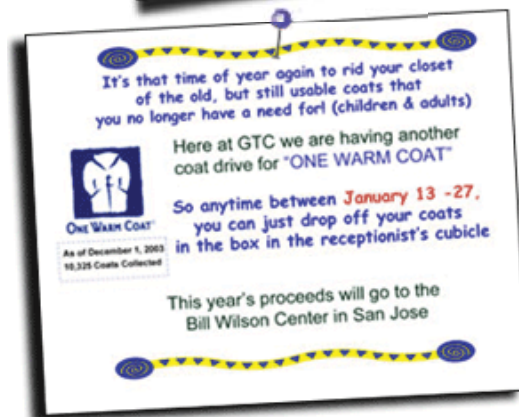 It's that time of year again to rid your closet
of the old, but still usable coats that
you no longer have a need for! (children & adults)
Here at GTC we are having another
coat drive for "ONE WARM COAT"
ONE WARM COAT
As of December 1, 2003
10,325 Coats Collected
So anytime between January 13 -27,
you can just drop off your coats
in the box in the receptionist's cubicle
This year's proceeds will go to the
Bill Wilson Center in San Jose